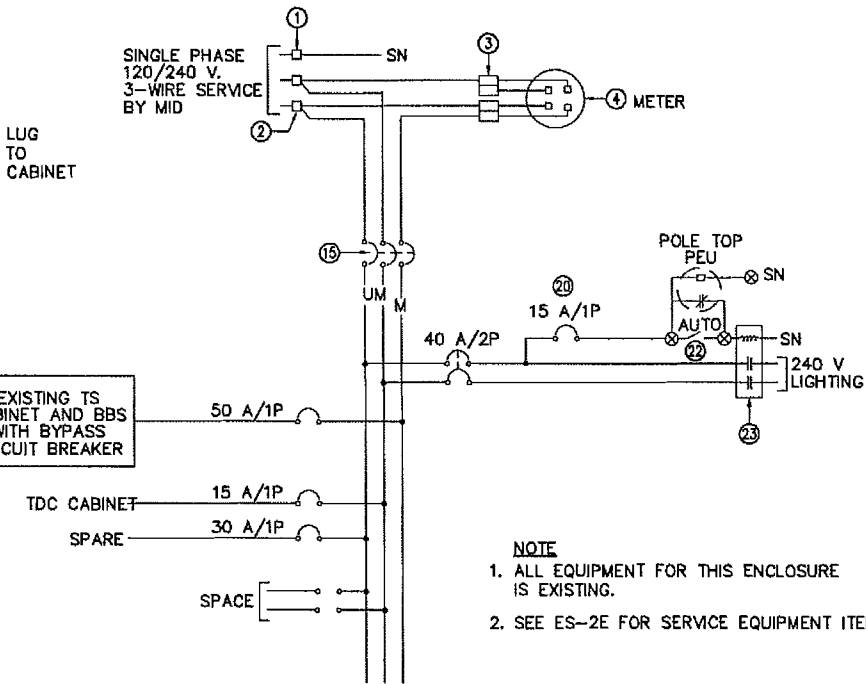 1
SINGLE PHASE
120/240 V.
3-WIRE SERVICE
BY MID
SN
3
4 METER
2
LUG
TO
CABINET
15
UM
M
POLE TOP
PEU
SN
20
15 A/1P
AUTO
22
SN
40 A/2P
240 V
LIGHTING
23
EXISTING TS
BINET AND BBS
WITH BYPASS
CUIT BREAKER
50 A/1P
TDC CABINET
15 A/1P
SPARE
30 A/1P
SPACE
NOTE
1. ALL EQUIPMENT FOR THIS ENCLOSURE
IS EXISTING.
2. SEE ES-2E FOR SERVICE EQUIPMENT ITE